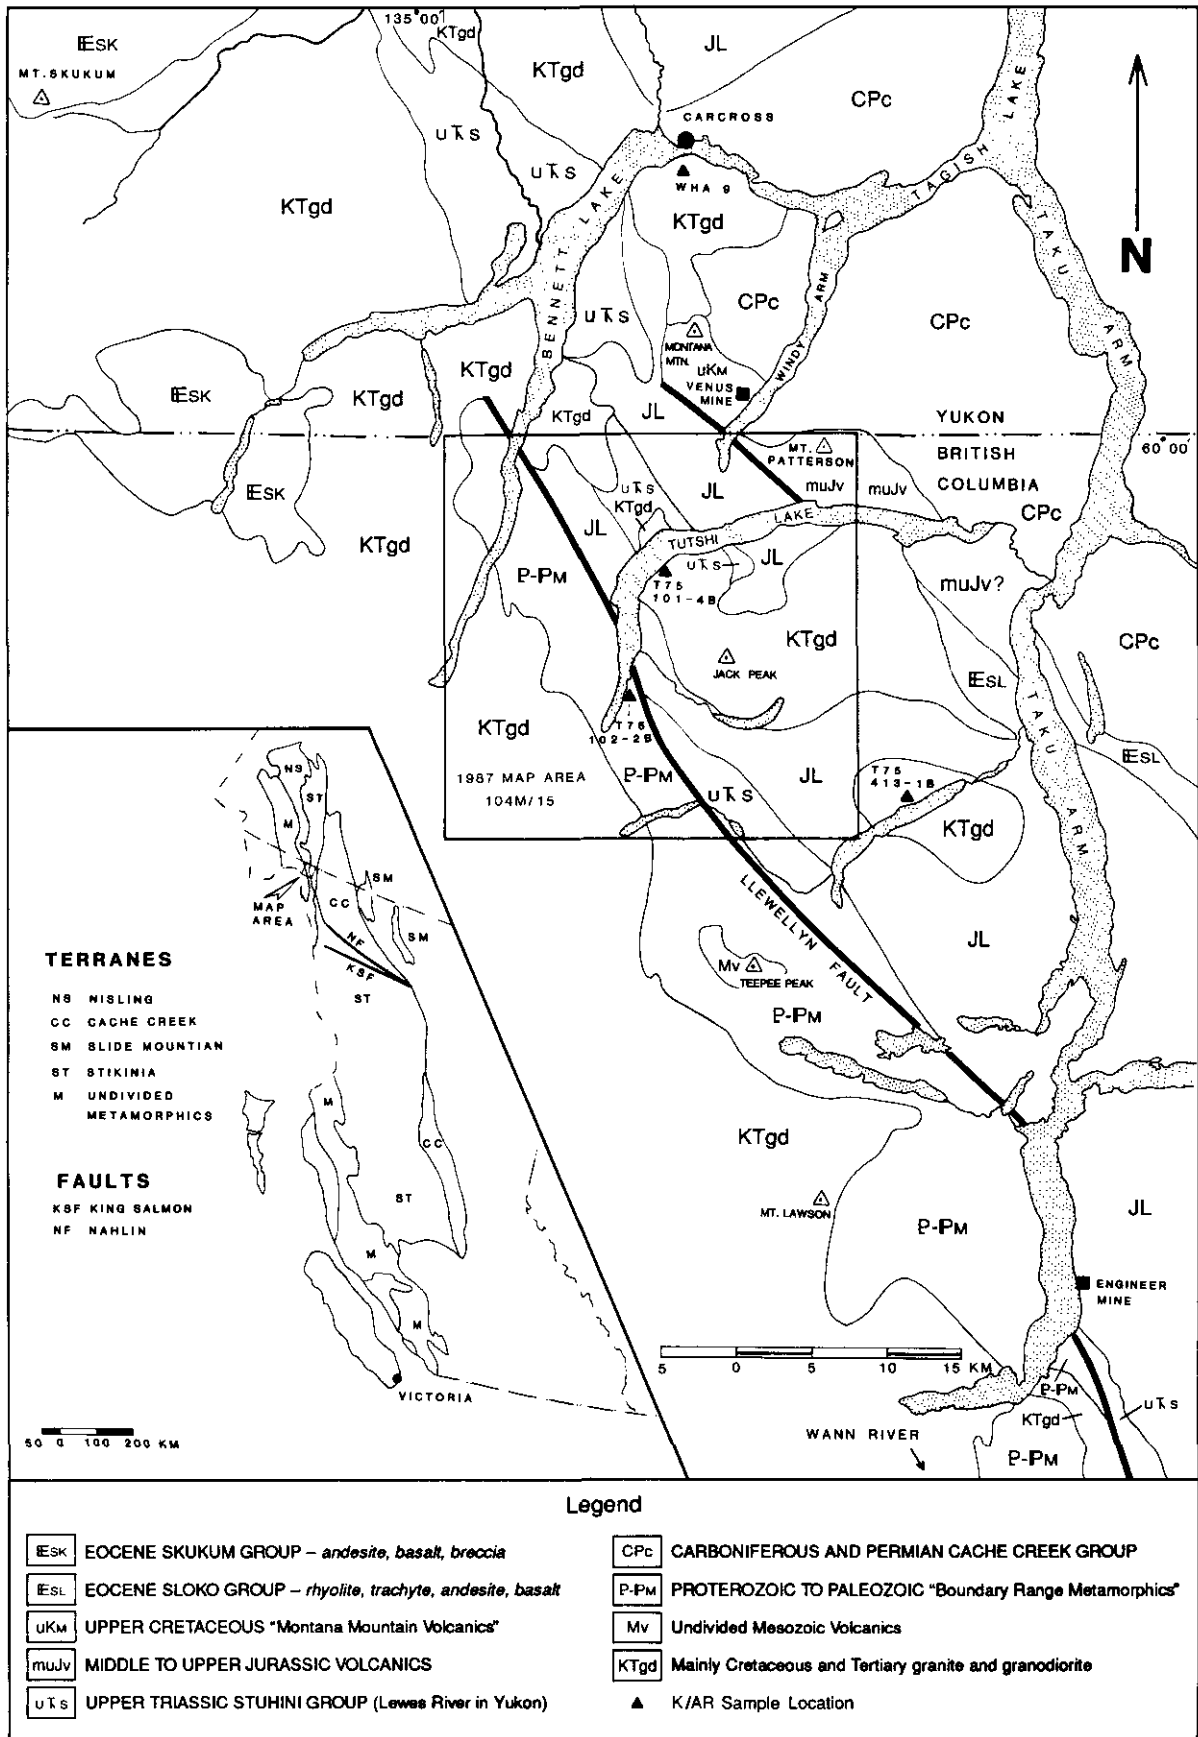 135°00'
ESK
MT. SKUKUM
KTgd
JL
KTgd
CPc
UTS
CARCROSS
UTS
WHA 9
KTgd
KTgd
BENNETT LAKE
TAGISH LAKE
TAKU ARM
N
WINDY ARM
CPc
CPc
UTS
MONTANA
MTN.
UKM
VENUS
MINE
KTgd
ESK
KTgd
KTgd
JL
YUKON
60°00'
BRITISH
COLUMBIA
MT.
PATTERSON
muJv
muJv
CPc
ESK
KTgd
UTS
KTgd
JL
JL
TUTSHI
LAKE
UTS
JL
P-PM
T75
101-4B
muJv?
KTgd
CPc
JACK PEAK
ESL
TAKU ARM
KTgd
T76
102-2B
P-PM
1987 MAP AREA
104M/15
UTS
JL
T75
413-1B
ESL
KTgd
LLEWELLYN
FAULT
JL
Mv
TEEPEE PEAK
P-PM
KTgd
MT. LAWSON
P-PM
JL
ENGINEER
MINE
5 0 5 10 15 KM
P-PM
KTgd
UTS
WANN RIVER
P-PM
NS
ST
M
SM
MAP
AREA
CC
SM
NF
KSF
ST
TERRANES
NS NISLING
CC CACHE CREEK
SM SLIDE MOUNTIAN
ST STIKINIA
M UNDIVIDED
METAMORPHICS
M
CC
FAULTS
KSF KING SALMON
NF NAHLIN
ST
M
M
VICTORIA
50 0 100 200 KM
Legend
ESK EOCENE SKUKUM GROUP – andesite, basalt, breccia
ESL EOCENE SLOKO GROUP – rhyolite, trachyte, andesite, basalt
uKM UPPER CRETACEOUS "Montana Mountain Volcanics"
muJv MIDDLE TO UPPER JURASSIC VOLCANICS
UTS UPPER TRIASSIC STUHINI GROUP (Lewes River in Yukon)
CPc CARBONIFEROUS AND PERMIAN CACHE CREEK GROUP
P-PM PROTEROZOIC TO PALEOZOIC "Boundary Range Metamorphics"
Mv Undivided Mesozoic Volcanics
KTgd Mainly Cretaceous and Tertiary granite and granodiorite
▲ K/AR Sample Location